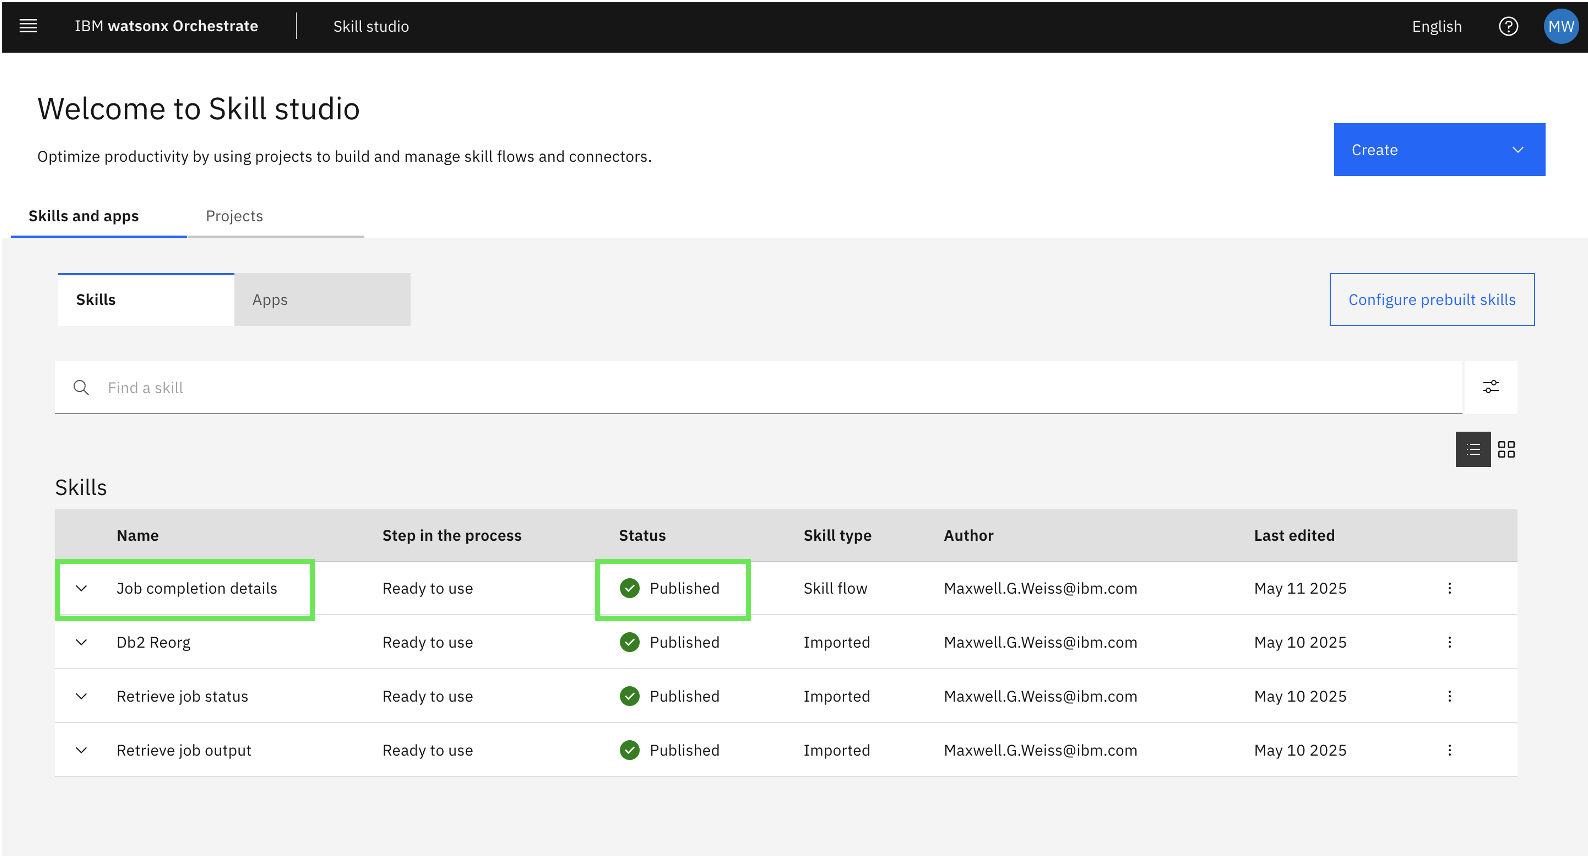 IBM watsonx Orchestrate
Skill studio
English
MW
Welcome to Skill studio
Optimize productivity by using projects to build and manage skill flows and connectors.
Create
Skills and apps
Projects
Skills
Apps
Configure prebuilt skills
Find a skill
Skills
Name Step in the process Status Skill type Author Last edited
Job completion details Ready to use Published Skill flow Maxwell.G.Weiss@ibm.com May 11 2025
Db2 Reorg Ready to use Published Imported Maxwell.G.Weiss@ibm.com May 10 2025
Retrieve job status Ready to use Published Imported Maxwell.G.Weiss@ibm.com May 10 2025
Retrieve job output Ready to use Published Imported Maxwell.G.Weiss@ibm.com May 10 2025